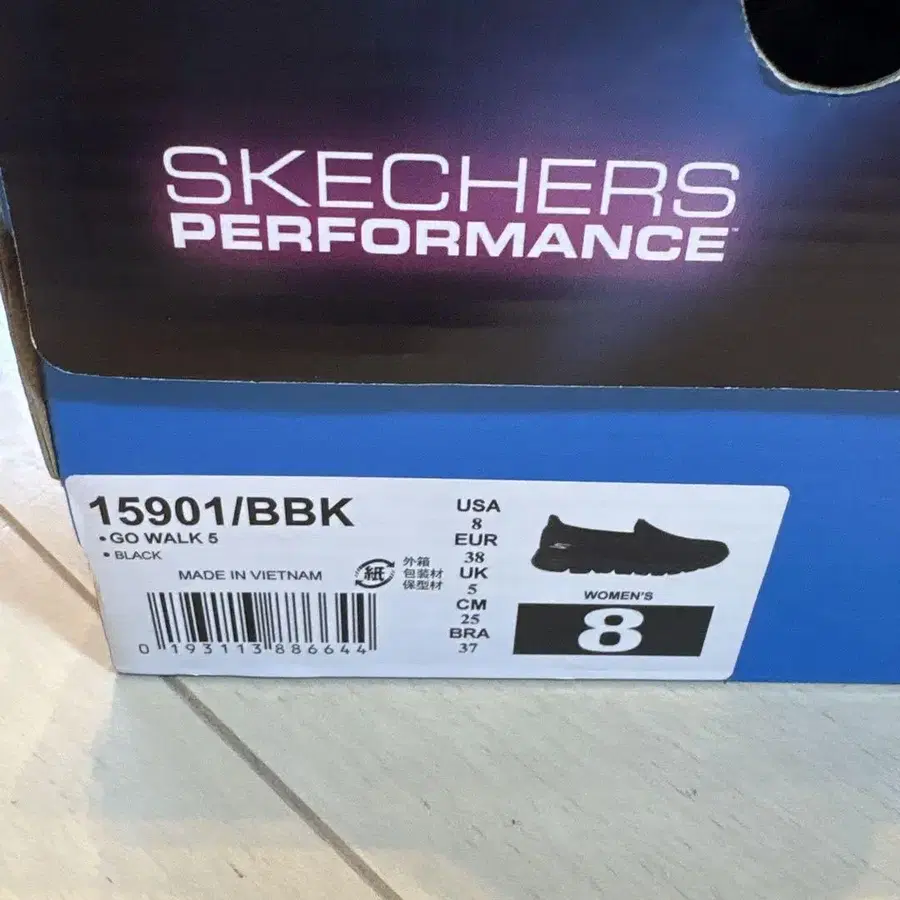 SKECHERS
PERFORMANCE
15901/BBK
• GO WALK 5
• BLACK
MADE IN VIETNAM
紙
外箱
包装材
保型材
0 193113 886644
USA
8
EUR
38
UK
5
CM
25
BRA
37
WOMEN'S
8